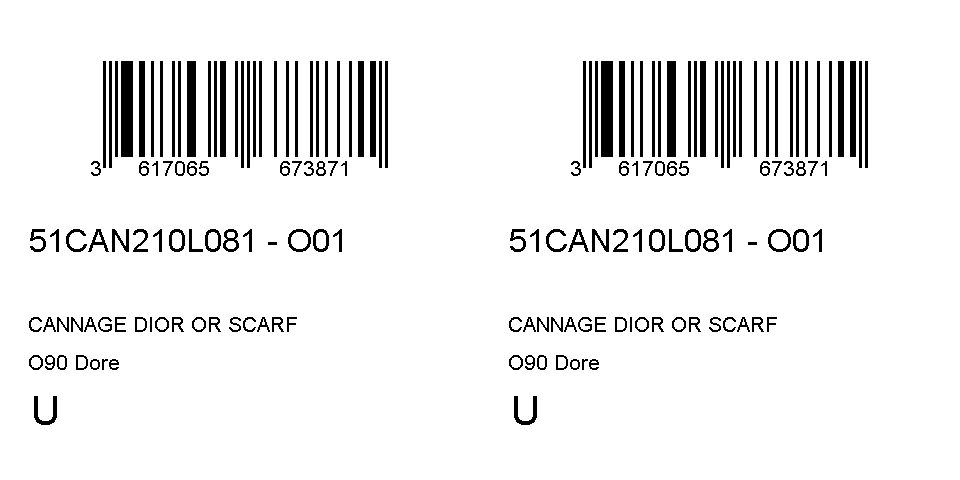 3 617065 673871
51CAN210L081 - O01
CANNAGE DIOR OR SCARF
O90 Dore
U
3 617065 673871
51CAN210L081 - O01
CANNAGE DIOR OR SCARF
O90 Dore
U